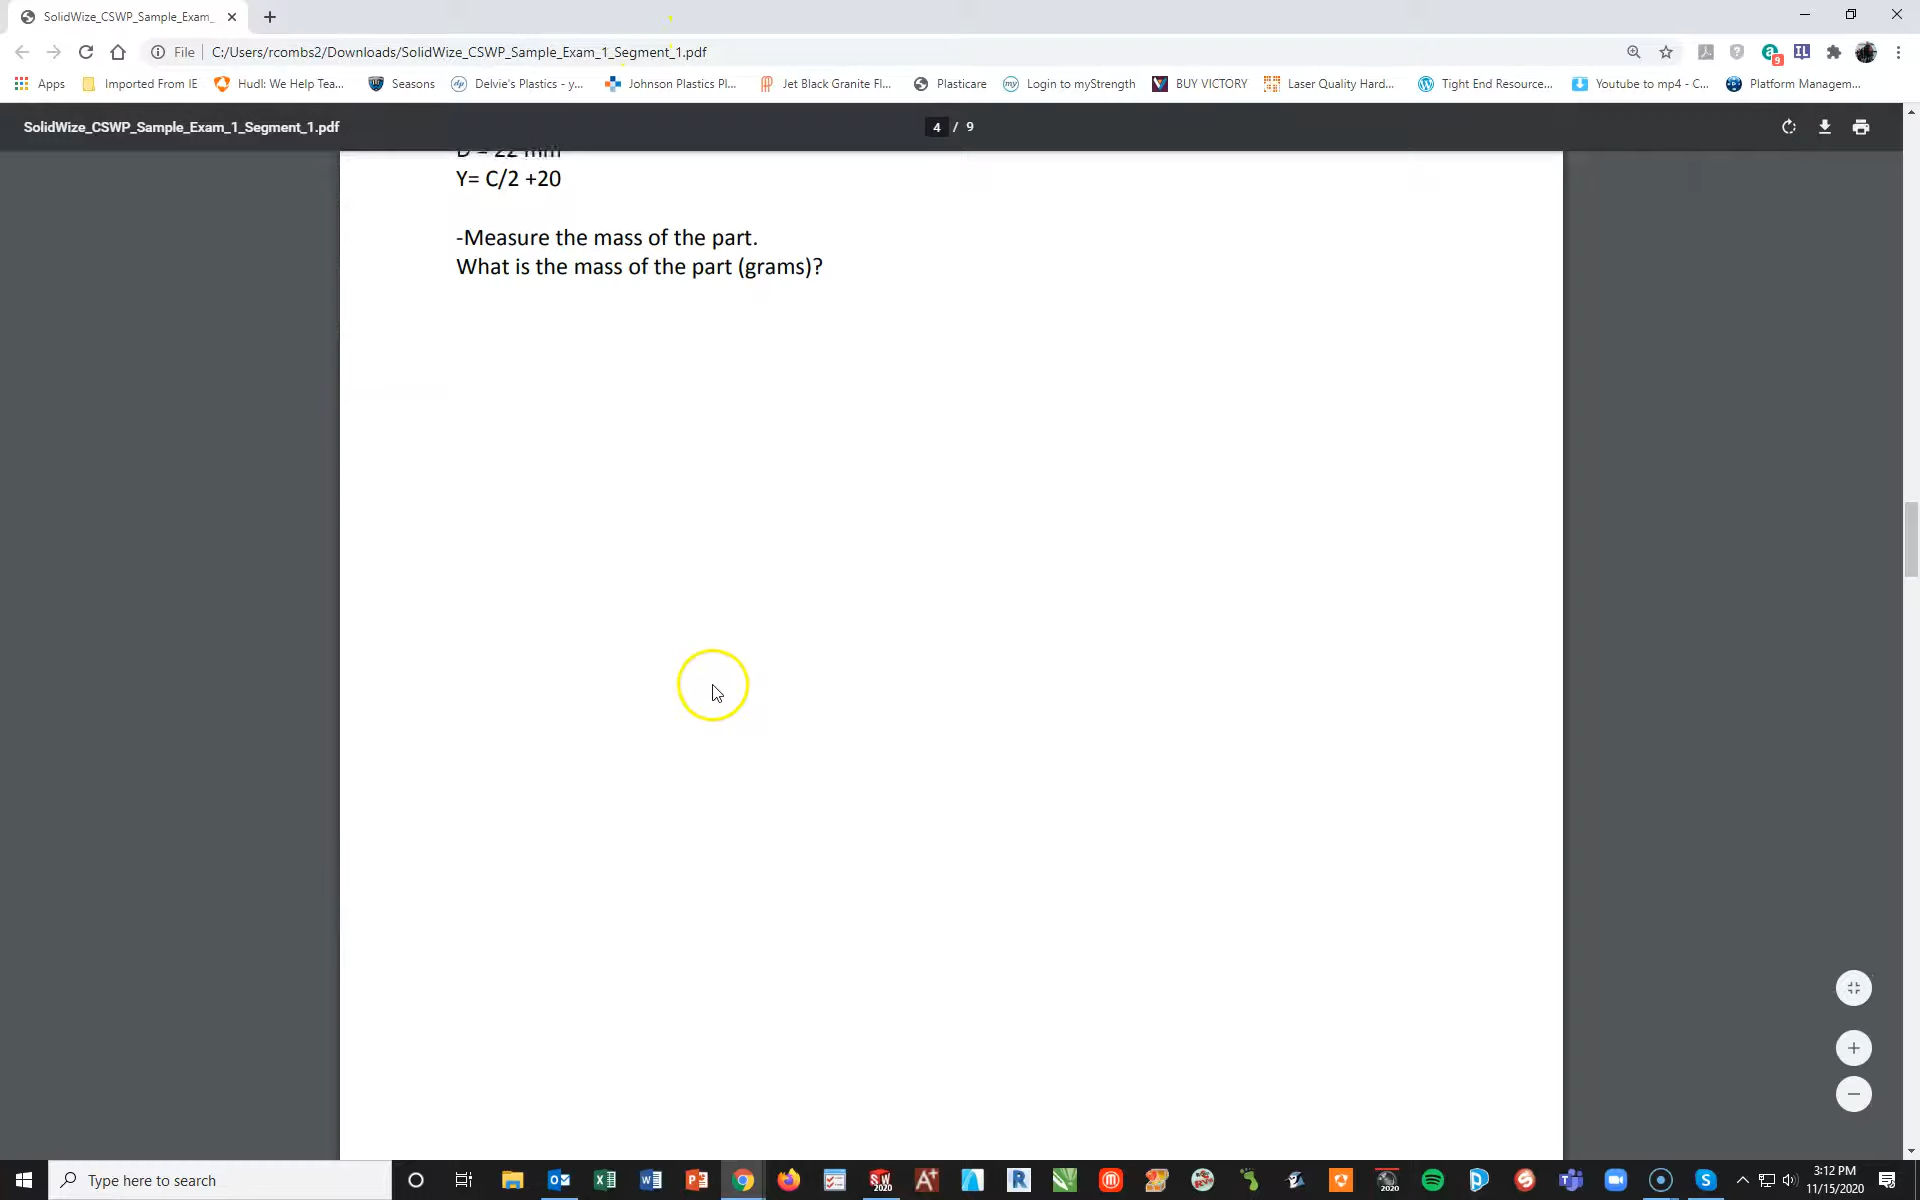 SolidWize_CSWP_Sample_Exam_
File C:/Users/rcombs2/Downloads/SolidWize_CSWP_Sample_Exam_1_Segment_1.pdf
Apps Imported From IE Hudl: We Help Tea... Seasons Delvie's Plastics - y... Johnson Plastics Pl... Jet Black Granite Fl... Plasticare Login to myStrength BUY VICTORY Laser Quality Hard... Tight End Resource... Youtube to mp4 - C... Platform Managem...
SolidWize_CSWP_Sample_Exam_1_Segment_1.pdf 4 / 9
D = 22 mm
Y= C/2 +20
-Measure the mass of the part.
What is the mass of the part (grams)?
Type here to search
3:12 PM
11/15/2020